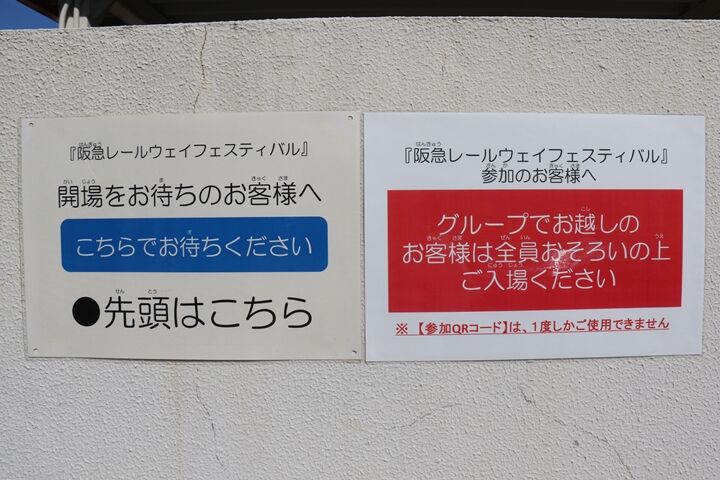 『阪急レールウェイフェスティバル』
開場をお待ちのお客様へ
こちらでお待ちください
●先頭はこちら
『阪急レールウェイフェスティバル』
参加のお客様へ
グループでお越しの
お客様は全員おそろいの上
ご入場ください
※【参加QRコード】は、1度しかご使用できません